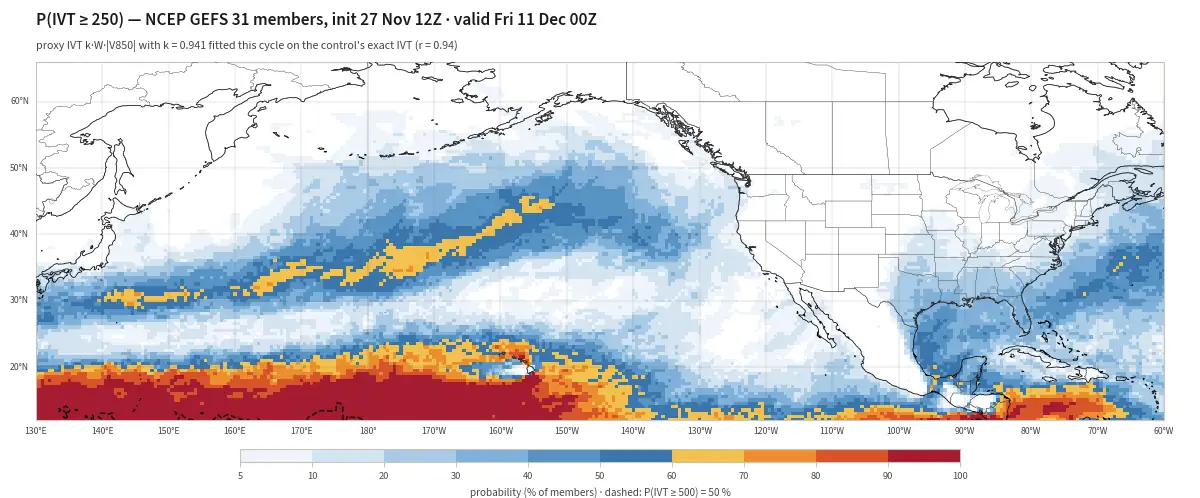 P(IVT ≥ 250) — NCEP GEFS 31 members, init 27 Nov 12Z · valid Fri 11 Dec 00Z
proxy IVT k·W·|V850| with k = 0.941 fitted this cycle on the control's exact IVT (r = 0.94)
60°N
50°N
40°N
30°N
20°N
130°E 140°E 150°E 160°E 170°E 180° 170°W 160°W 150°W 140°W 130°W 120°W 110°W 100°W 90°W 80°W 70°W 60°W
5 10 20 30 40 50 60 70 80 90 100
probability (% of members) · dashed: P(IVT ≥ 500) = 50 %